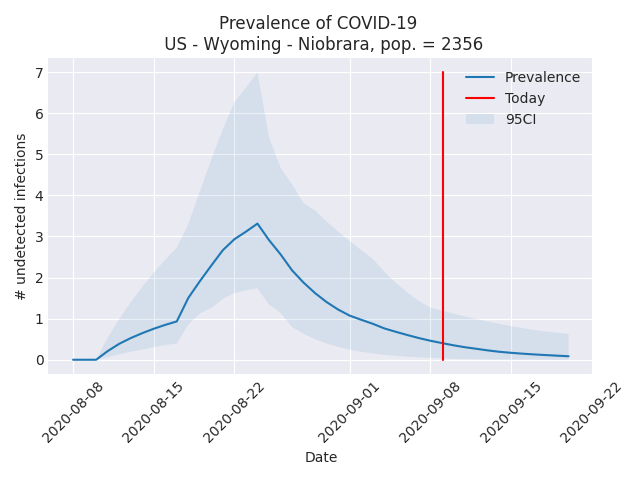 Prevalence of COVID-19
US - Wyoming - Niobrara, pop. = 2356
7
6
5
4
3
2
1
0
# undetected infections
Prevalence
Today
95CI
2020-08-08
2020-08-15
2020-08-22
2020-09-01
2020-09-08
2020-09-15
2020-09-22
Date